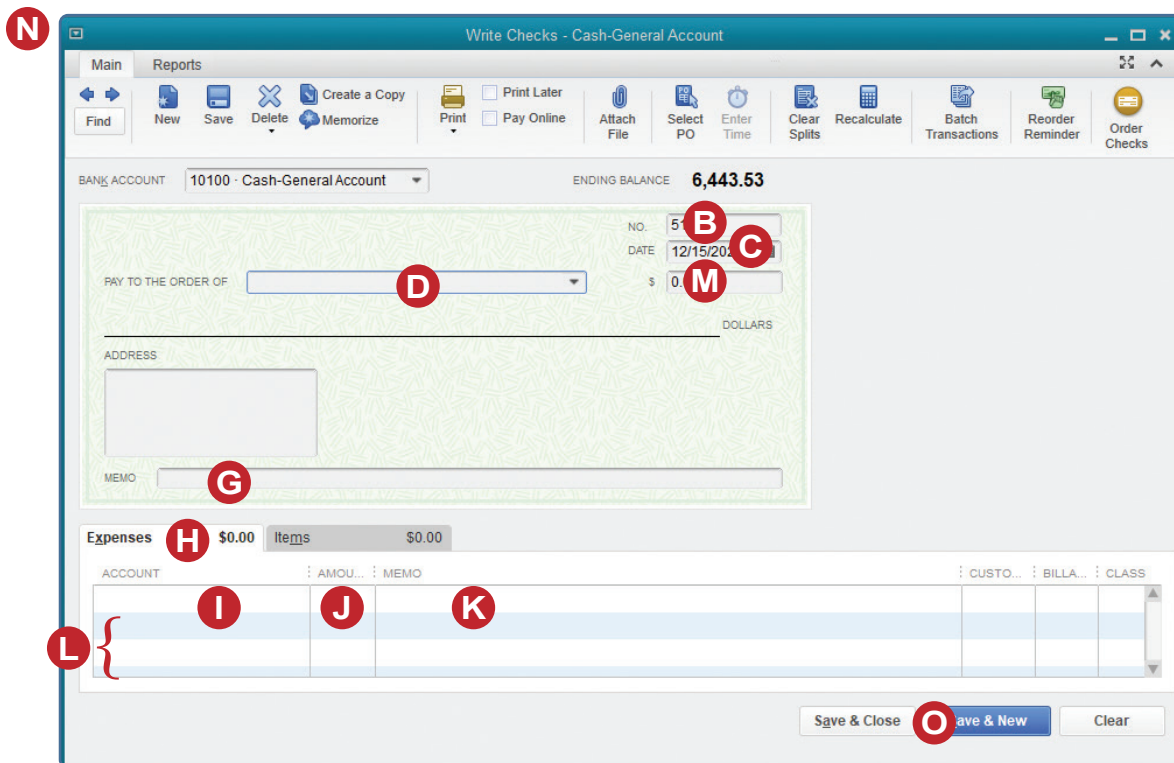 N
Write Checks - Cash-General Account
Main Reports
Find New Save Delete Create a Copy Memorize Print Print Later Pay Online Attach File Select PO Enter Time Clear Splits Recalculate Batch Transactions Reorder Reminder Order Checks
BANK ACCOUNT 10100 · Cash-General Account ENDING BALANCE 6,443.53
NO. B
DATE C
PAY TO THE ORDER OF D $ M
DOLLARS
ADDRESS
MEMO G
Expenses H $0.00 Items $0.00
ACCOUNT AMOU... MEMO CUSTO... BILLA... CLASS
I J K
L
Save & Close O & New Clear